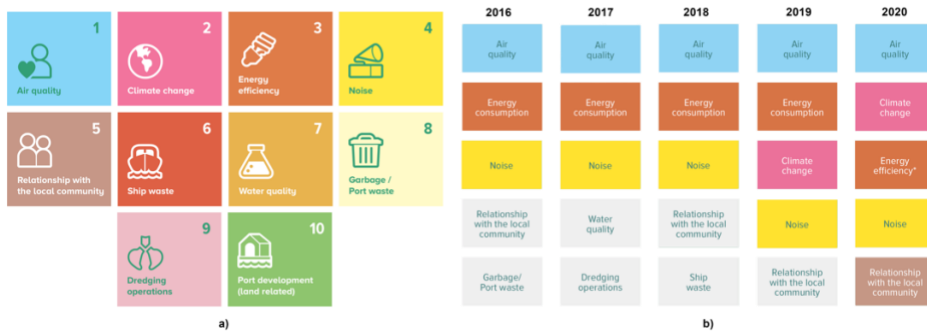 1
Air quality
2
Climate change
3
Energy
efficiency
4
Noise
5
Relationship with
the local community
6
Ship waste
7
Water quality
8
Garbage /
Port waste
9
Dredging
operations
10
Port development
(land related)
a)
2016 2017 2018 2019 2020
Air
quality
Air
quality
Air
quality
Air
quality
Air
quality
Energy
consumption
Energy
consumption
Energy
consumption
Energy
consumption
Climate
change
Noise
Noise
Noise
Climate
change
Energy
efficiency*
Relationship
with the local
community
Water
quality
Relationship
with the local
community
Noise
Noise
Garbage/
Port waste
Dredging
operations
Ship
waste
Relationship
with the local
community
Relationship
with the local
community
b)